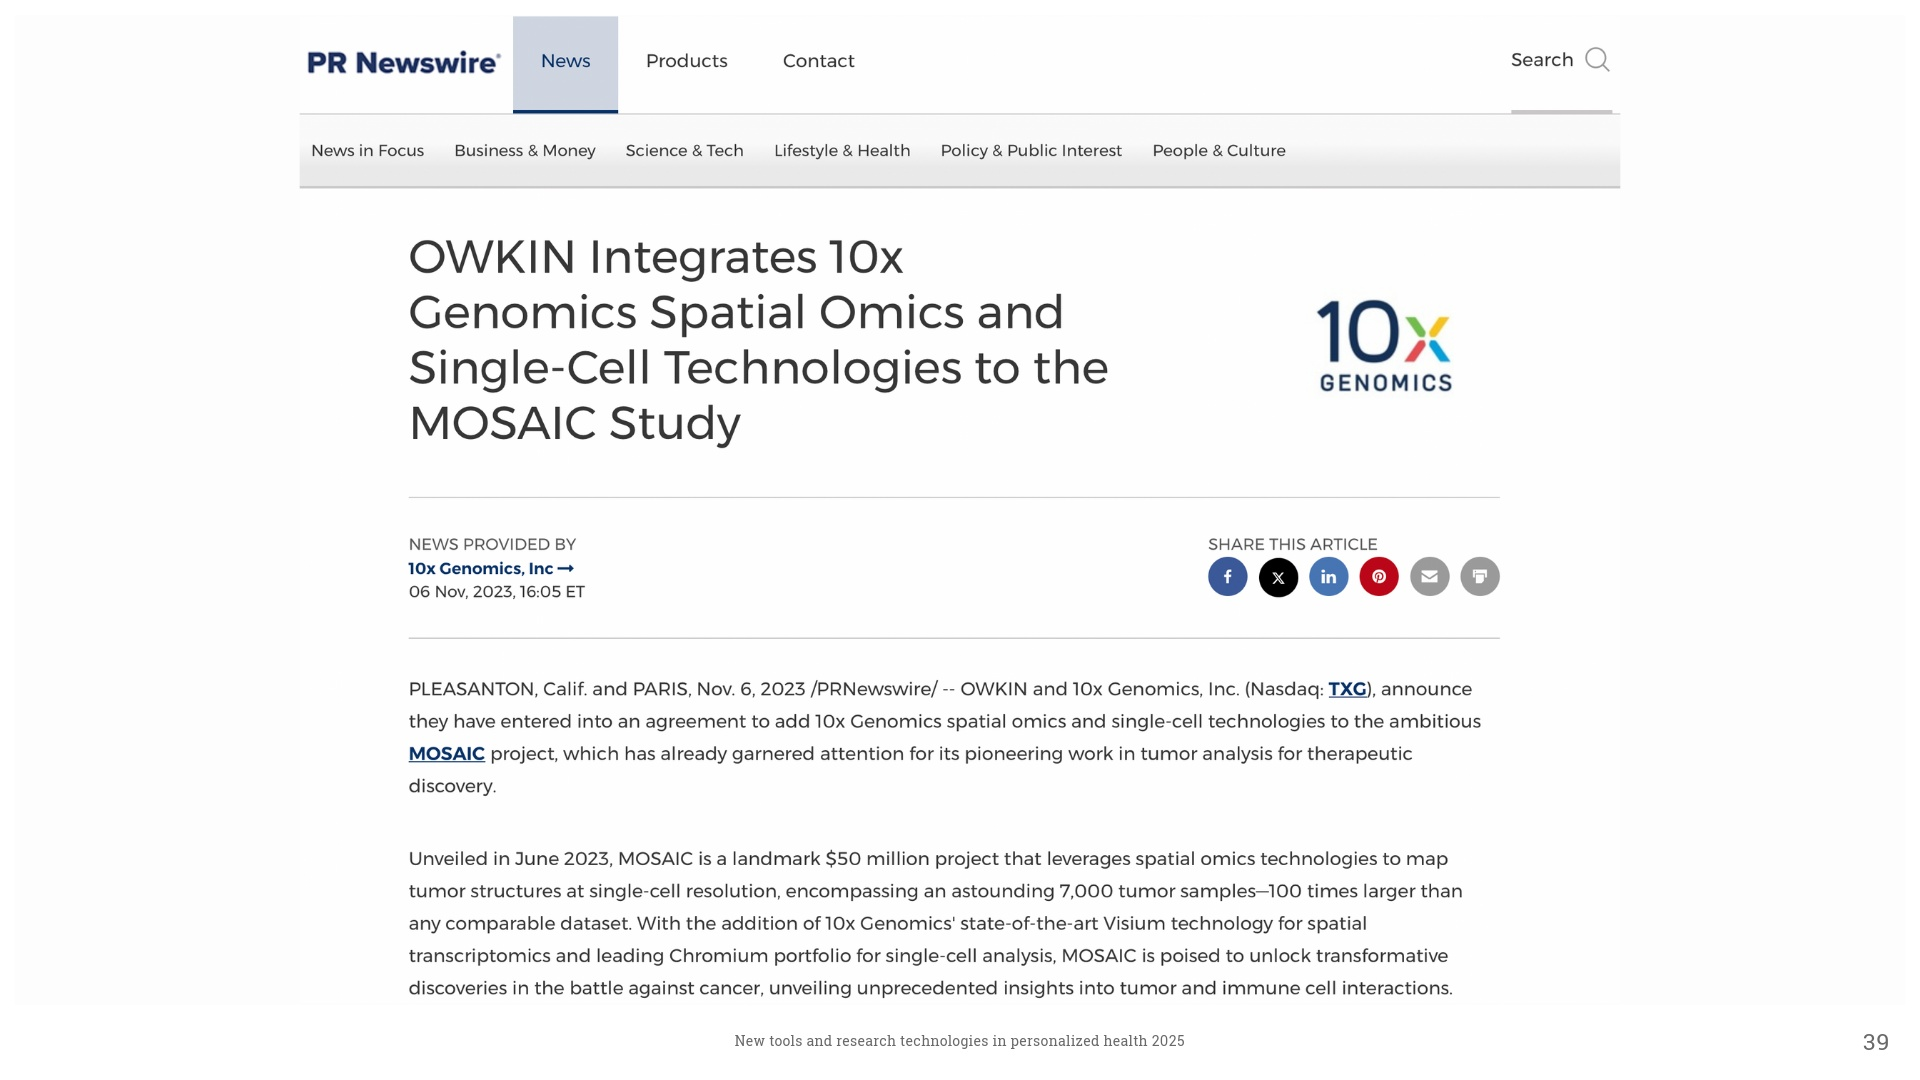 PR Newswire®
News
Products
Contact
Search
News in Focus
Business & Money
Science & Tech
Lifestyle & Health
Policy & Public Interest
People & Culture
OWKIN Integrates 10x
Genomics Spatial Omics and
Single-Cell Technologies to the
MOSAIC Study
10x
GENOMICS
NEWS PROVIDED BY
10x Genomics, Inc →
06 Nov, 2023, 16:05 ET
SHARE THIS ARTICLE
PLEASANTON, Calif. and PARIS, Nov. 6, 2023 /PRNewswire/ -- OWKIN and 10x Genomics, Inc. (Nasdaq: TXG), announce
they have entered into an agreement to add 10x Genomics spatial omics and single-cell technologies to the ambitious
MOSAIC project, which has already garnered attention for its pioneering work in tumor analysis for therapeutic
discovery.
Unveiled in June 2023, MOSAIC is a landmark $50 million project that leverages spatial omics technologies to map
tumor structures at single-cell resolution, encompassing an astounding 7,000 tumor samples—100 times larger than
any comparable dataset. With the addition of 10x Genomics' state-of-the-art Visium technology for spatial
transcriptomics and leading Chromium portfolio for single-cell analysis, MOSAIC is poised to unlock transformative
discoveries in the battle against cancer, unveiling unprecedented insights into tumor and immune cell interactions.
New tools and research technologies in personalized health 2025
39